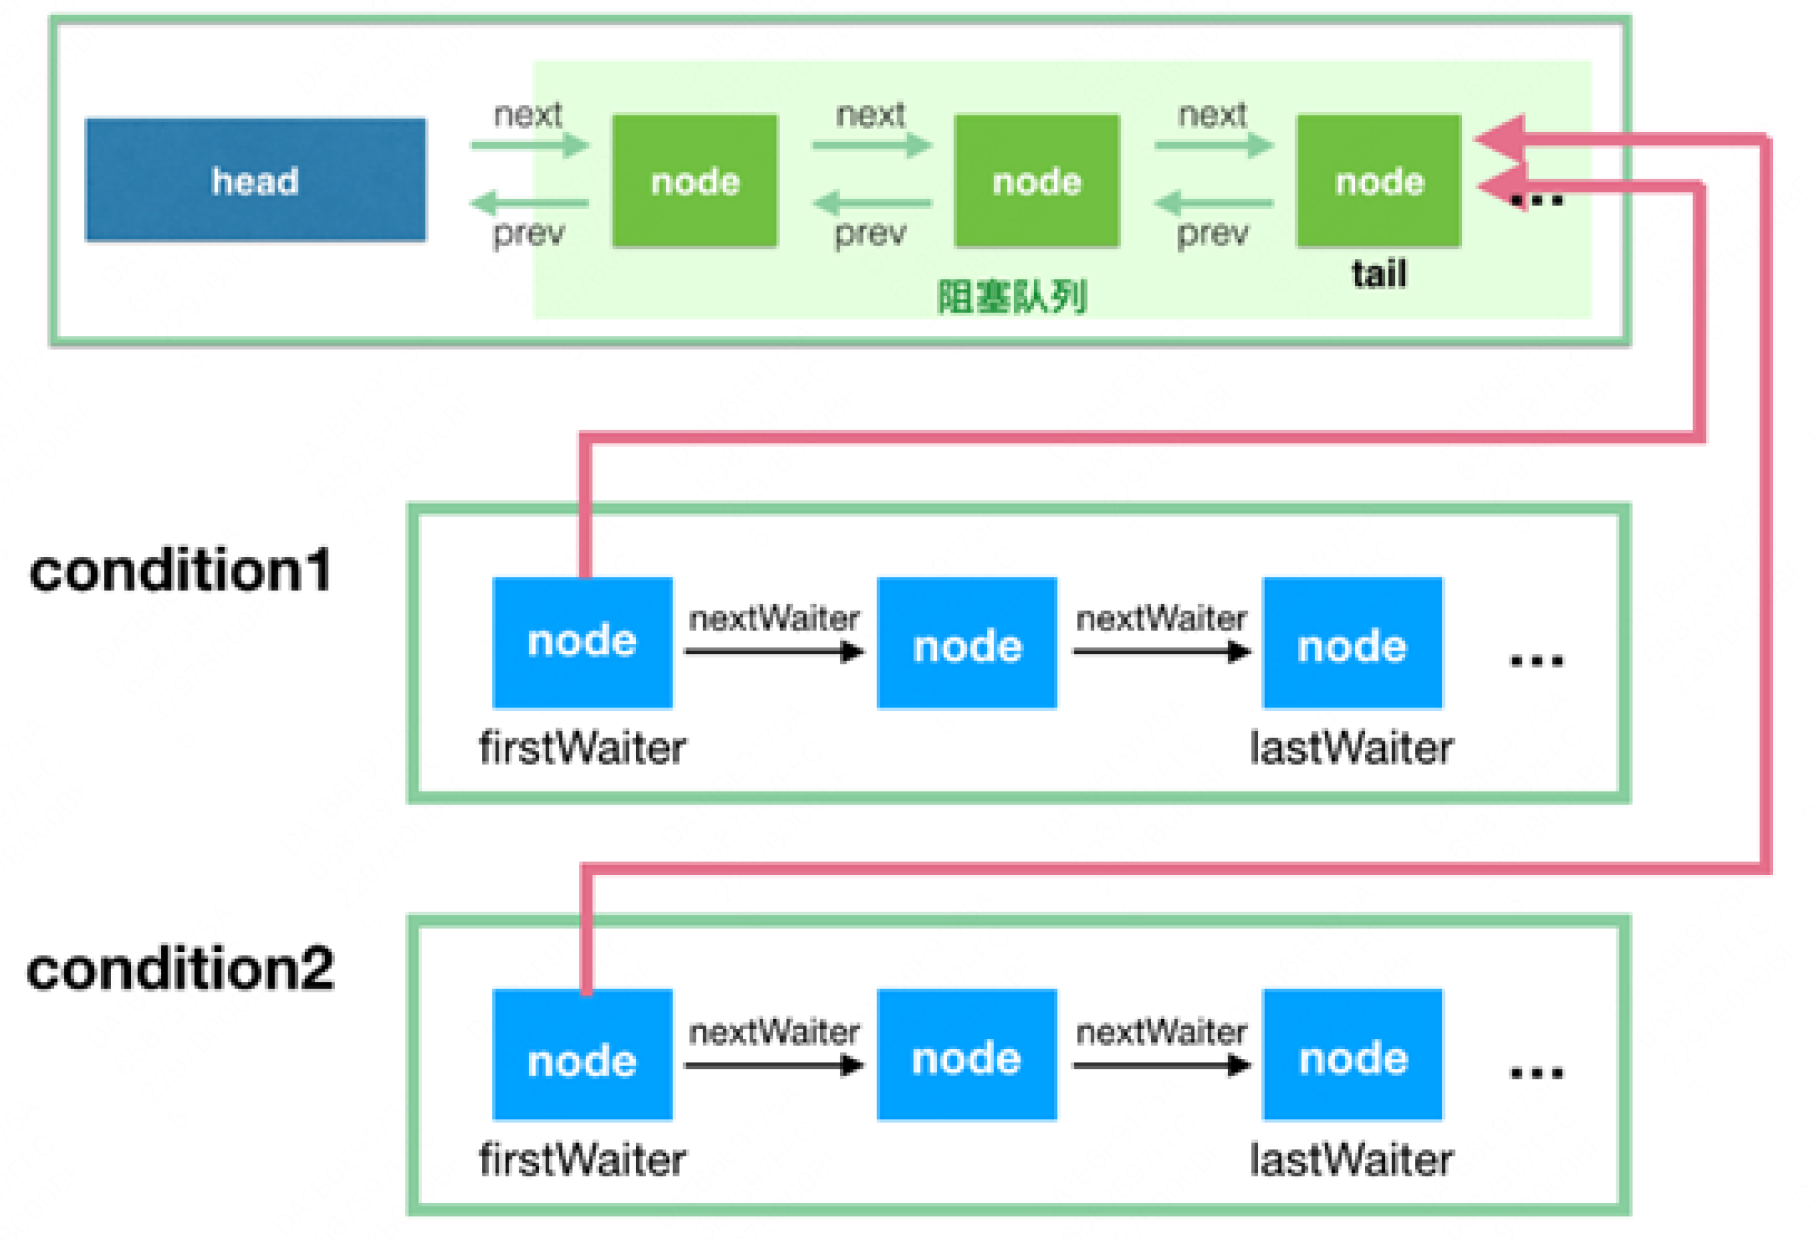 next next next
head node node node ...
prev prev prev
tail
阻塞队列
condition1
nextWaiter nextWaiter
node node node ...
firstWaiter lastWaiter
condition2
nextWaiter nextWaiter
node node node ...
firstWaiter lastWaiter